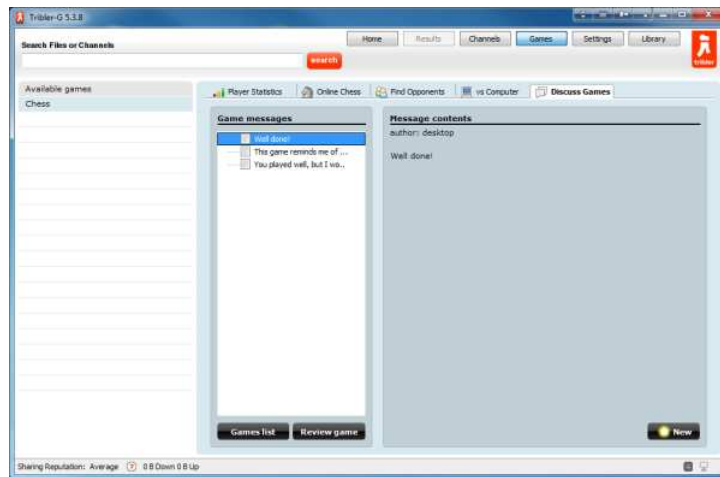 Tribler-G 5.3.8
Search Files or Channels
Home
Results
Channels
Games
Settings
Library
search
tribler
Available games
Chess
Player Statistics
Online Chess
Find Opponents
vs Computer
Discuss Games
Game messages
Well done!
This game reminds me of ...
You played well, but I wo..
Message contents
author: desktop
Well done!
Games list
Review game
New
Sharing Reputation: Average
?
0 B Down 0 B Up